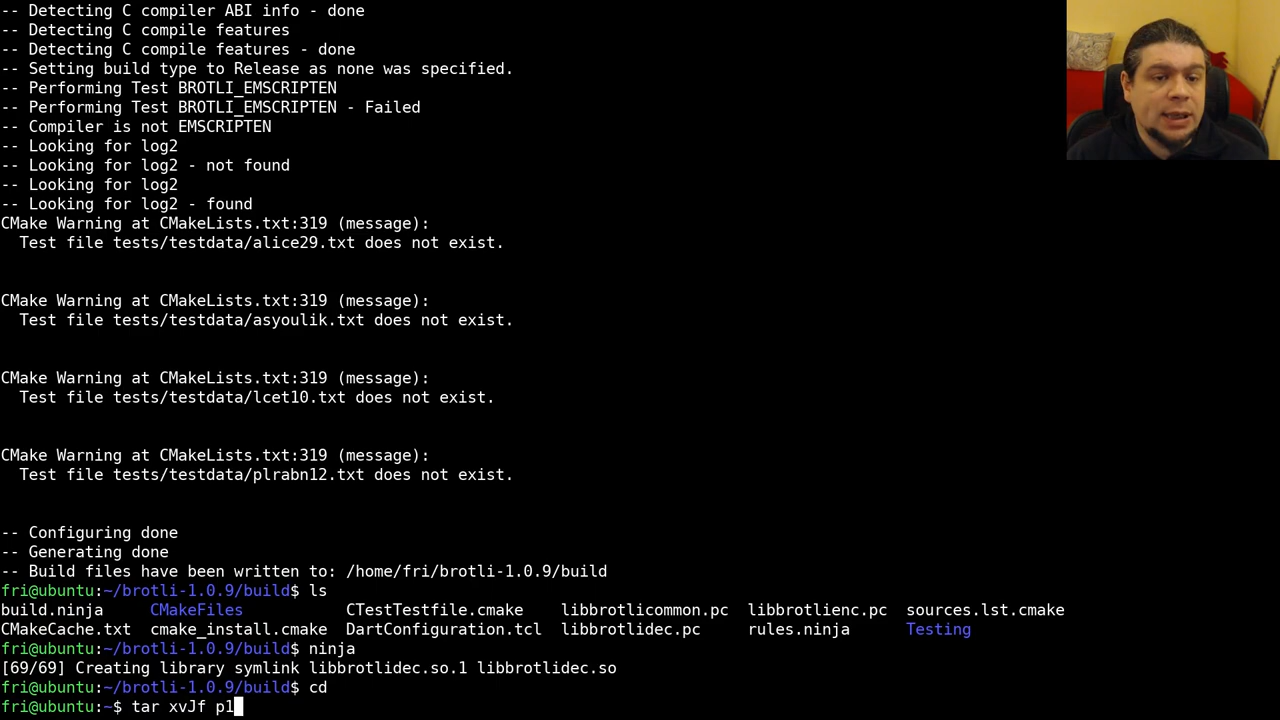 -- Detecting C compiler ABI info - done
-- Detecting C compile features
-- Detecting C compile features - done
-- Setting build type to Release as none was specified.
-- Performing Test BROTLI_EMSCRIPTEN
-- Performing Test BROTLI_EMSCRIPTEN - Failed
-- Compiler is not EMSCRIPTEN
-- Looking for log2
-- Looking for log2 - not found
-- Looking for log2
-- Looking for log2 - found
CMake Warning at CMakeLists.txt:319 (message):
  Test file tests/testdata/alice29.txt does not exist.
CMake Warning at CMakeLists.txt:319 (message):
  Test file tests/testdata/asyoulik.txt does not exist.
CMake Warning at CMakeLists.txt:319 (message):
  Test file tests/testdata/lcet10.txt does not exist.
CMake Warning at CMakeLists.txt:319 (message):
  Test file tests/testdata/plrabn12.txt does not exist.
-- Configuring done
-- Generating done
-- Build files have been written to: /home/fri/brotli-1.0.9/build
fri@ubuntu:~/brotli-1.0.9/build$ ls
build.ninja     CMakeFiles           CTestTestfile.cmake    libbrotlicommon.pc  libbrotlienc.pc  sources.lst.cmake
CMakeCache.txt  cmake_install.cmake  DartConfiguration.tcl  libbrotlidec.pc     rules.ninja      Testing
fri@ubuntu:~/brotli-1.0.9/build$ ninja
[69/69] Creating library symlink libbrotlidec.so.1 libbrotlidec.so
fri@ubuntu:~/brotli-1.0.9/build$ cd
fri@ubuntu:~$ tar xvJf p1